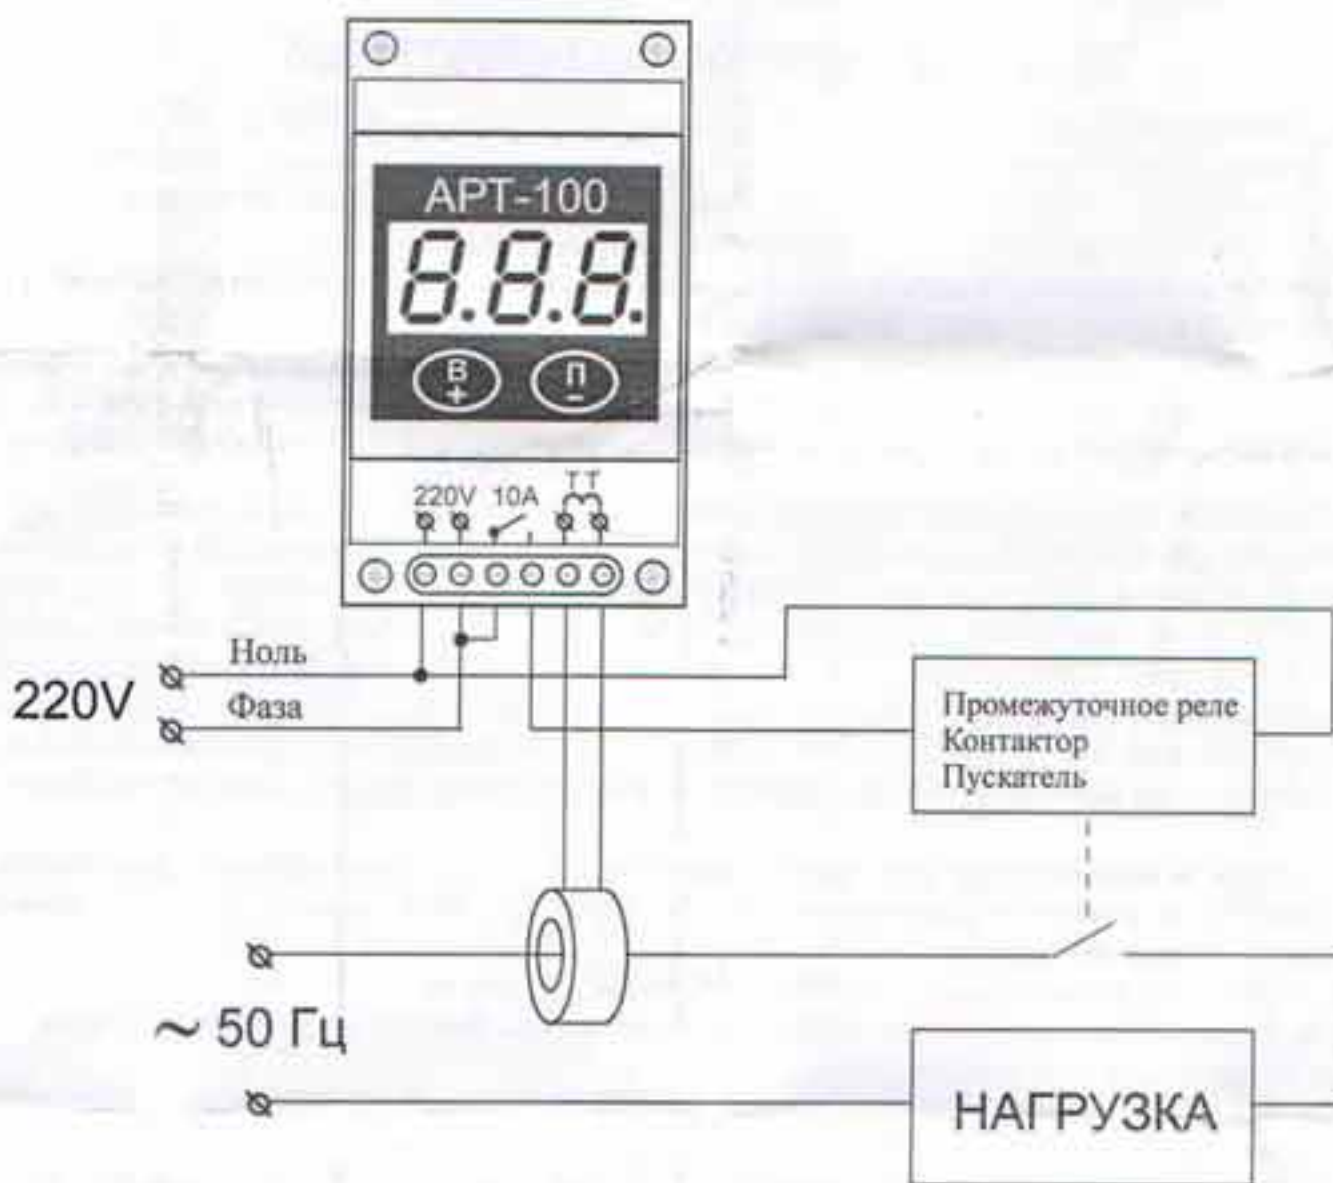 АРТ-100
8.8.8.
В
+
П
−
220V 10A ТТ
Ноль
220V
Фаза
Промежуточное реле
Контактор
Пускатель
~ 50 Гц
НАГРУЗКА